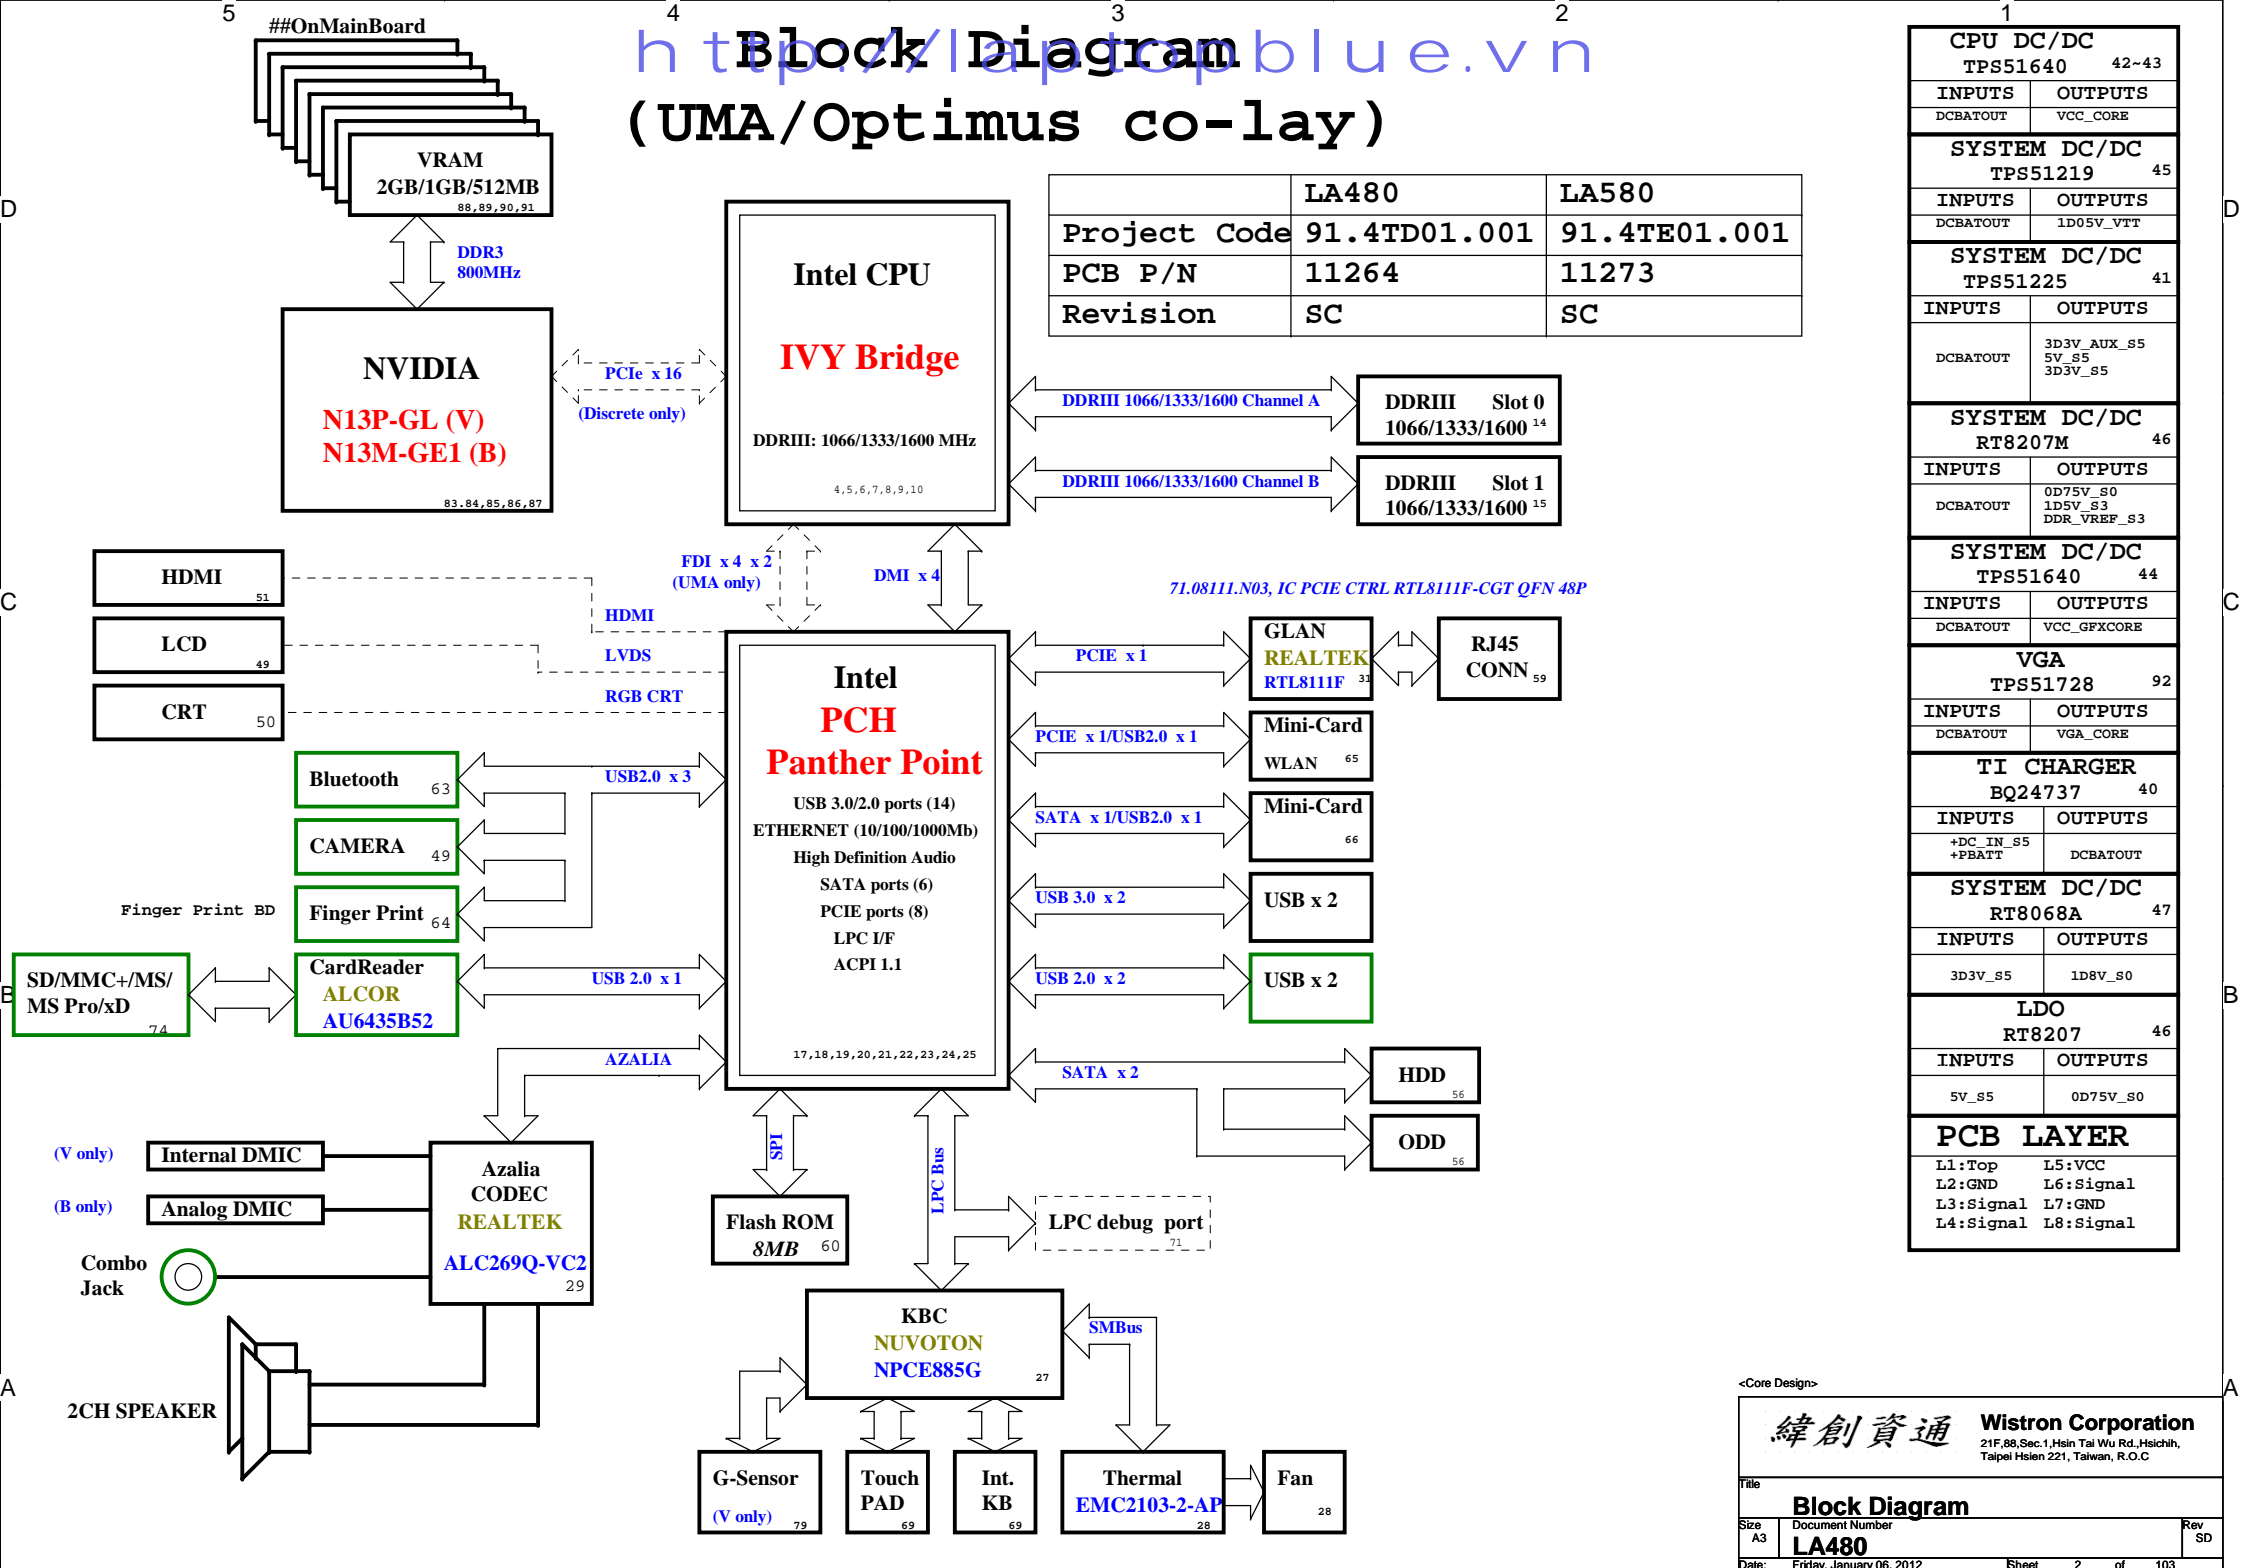 5 4 3 2 1
##OnMainBoard
Block Diagram
http://laptopblue.vn
(UMA/Optimus co-lay)
VRAM
2GB/1GB/512MB
88,89,90,91
DDR3
800MHz
NVIDIA
N13P-GL (V)
N13M-GE1 (B)
83.84,85,86,87
PCIe x 16
(Discrete only)
Intel CPU
IVY Bridge
DDRIII: 1066/1333/1600 MHz
4,5,6,7,8,9,10
LA480 LA580
Project Code 91.4TD01.001 91.4TE01.001
PCB P/N 11264 11273
Revision SC SC
DDRIII 1066/1333/1600 Channel A
DDRIII Slot 0
1066/1333/1600 14
DDRIII 1066/1333/1600 Channel B
DDRIII Slot 1
1066/1333/1600 15
FDI x 4 x 2
(UMA only)
DMI x 4
71.08111.N03, IC PCIE CTRL RTL8111F-CGT QFN 48P
HDMI
51
LCD
49
CRT
50
HDMI
LVDS
RGB CRT
Bluetooth
63
CAMERA
49
Finger Print BD
Finger Print
64
USB2.0 x 3
SD/MMC+/MS/
MS Pro/xD
74
CardReader
ALCOR
AU6435B52
USB 2.0 x 1
Intel
PCH
Panther Point
USB 3.0/2.0 ports (14)
ETHERNET (10/100/1000Mb)
High Definition Audio
SATA ports (6)
PCIE ports (8)
LPC I/F
ACPI 1.1
17,18,19,20,21,22,23,24,25
PCIE x 1
GLAN
REALTEK
RTL8111F 31
RJ45
CONN 59
PCIE x 1/USB2.0 x 1
Mini-Card
WLAN 65
SATA x 1/USB2.0 x 1
Mini-Card
66
USB 3.0 x 2
USB x 2
USB 2.0 x 2
USB x 2
SATA x 2
HDD
56
ODD
56
AZALIA
(V only)
Internal DMIC
(B only)
Analog DMIC
Combo
Jack
2CH SPEAKER
Azalia
CODEC
REALTEK
ALC269Q-VC2
29
SPI
Flash ROM
8MB 60
LPC Bus
LPC debug port
71
KBC
NUVOTON
NPCE885G
27
SMBus
G-Sensor
(V only) 79
Touch
PAD
69
Int.
KB
69
Thermal
EMC2103-2-AP
28
Fan
28
CPU DC/DC
TPS51640 42~43
INPUTS OUTPUTS
DCBATOUT VCC_CORE
SYSTEM DC/DC
TPS51219 45
INPUTS OUTPUTS
DCBATOUT 1D05V_VTT
SYSTEM DC/DC
TPS51225 41
INPUTS OUTPUTS
DCBATOUT
3D3V_AUX_S5
5V_S5
3D3V_S5
SYSTEM DC/DC
RT8207M 46
INPUTS OUTPUTS
DCBATOUT
0D75V_S0
1D5V_S3
DDR_VREF_S3
SYSTEM DC/DC
TPS51640 44
INPUTS OUTPUTS
DCBATOUT VCC_GFXCORE
VGA
TPS51728 92
INPUTS OUTPUTS
DCBATOUT VGA_CORE
TI CHARGER
BQ24737 40
INPUTS OUTPUTS
+DC_IN_S5
+PBATT
DCBATOUT
SYSTEM DC/DC
RT8068A 47
INPUTS OUTPUTS
3D3V_S5 1D8V_S0
LDO
RT8207 46
INPUTS OUTPUTS
5V_S5 0D75V_S0
PCB LAYER
L1:Top L5:VCC
L2:GND L6:Signal
L3:Signal L7:GND
L4:Signal L8:Signal
D D
C C
B B
A A
<Core Design>
緯創資通
Wistron Corporation
21F,88,Sec.1,Hsin Tai Wu Rd.,Hsichih,
Taipei Hsien 221, Taiwan, R.O.C
Title
Block Diagram
Size
A3
Document Number
LA480
Rev
SD
Date: Friday, January 06, 2012 Sheet 2 of 103